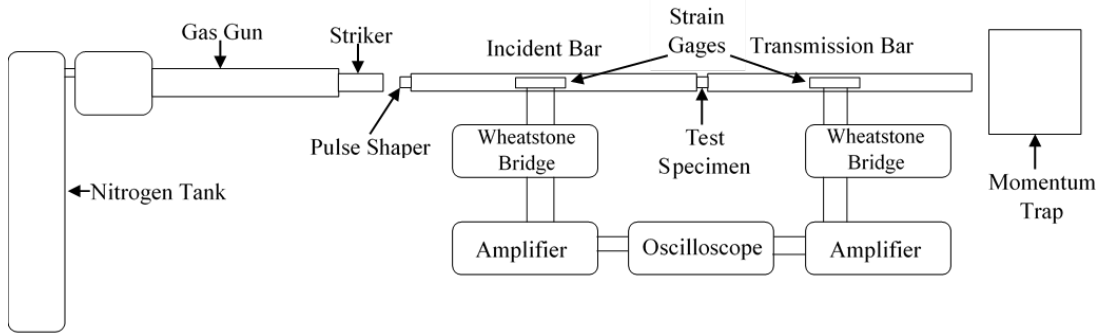 Gas Gun
Striker
Incident Bar
Strain
Gages
Transmission Bar
Pulse Shaper
Wheatstone
Bridge
Test
Specimen
Wheatstone
Bridge
Momentum
Trap
Nitrogen Tank
Amplifier
Oscilloscope
Amplifier